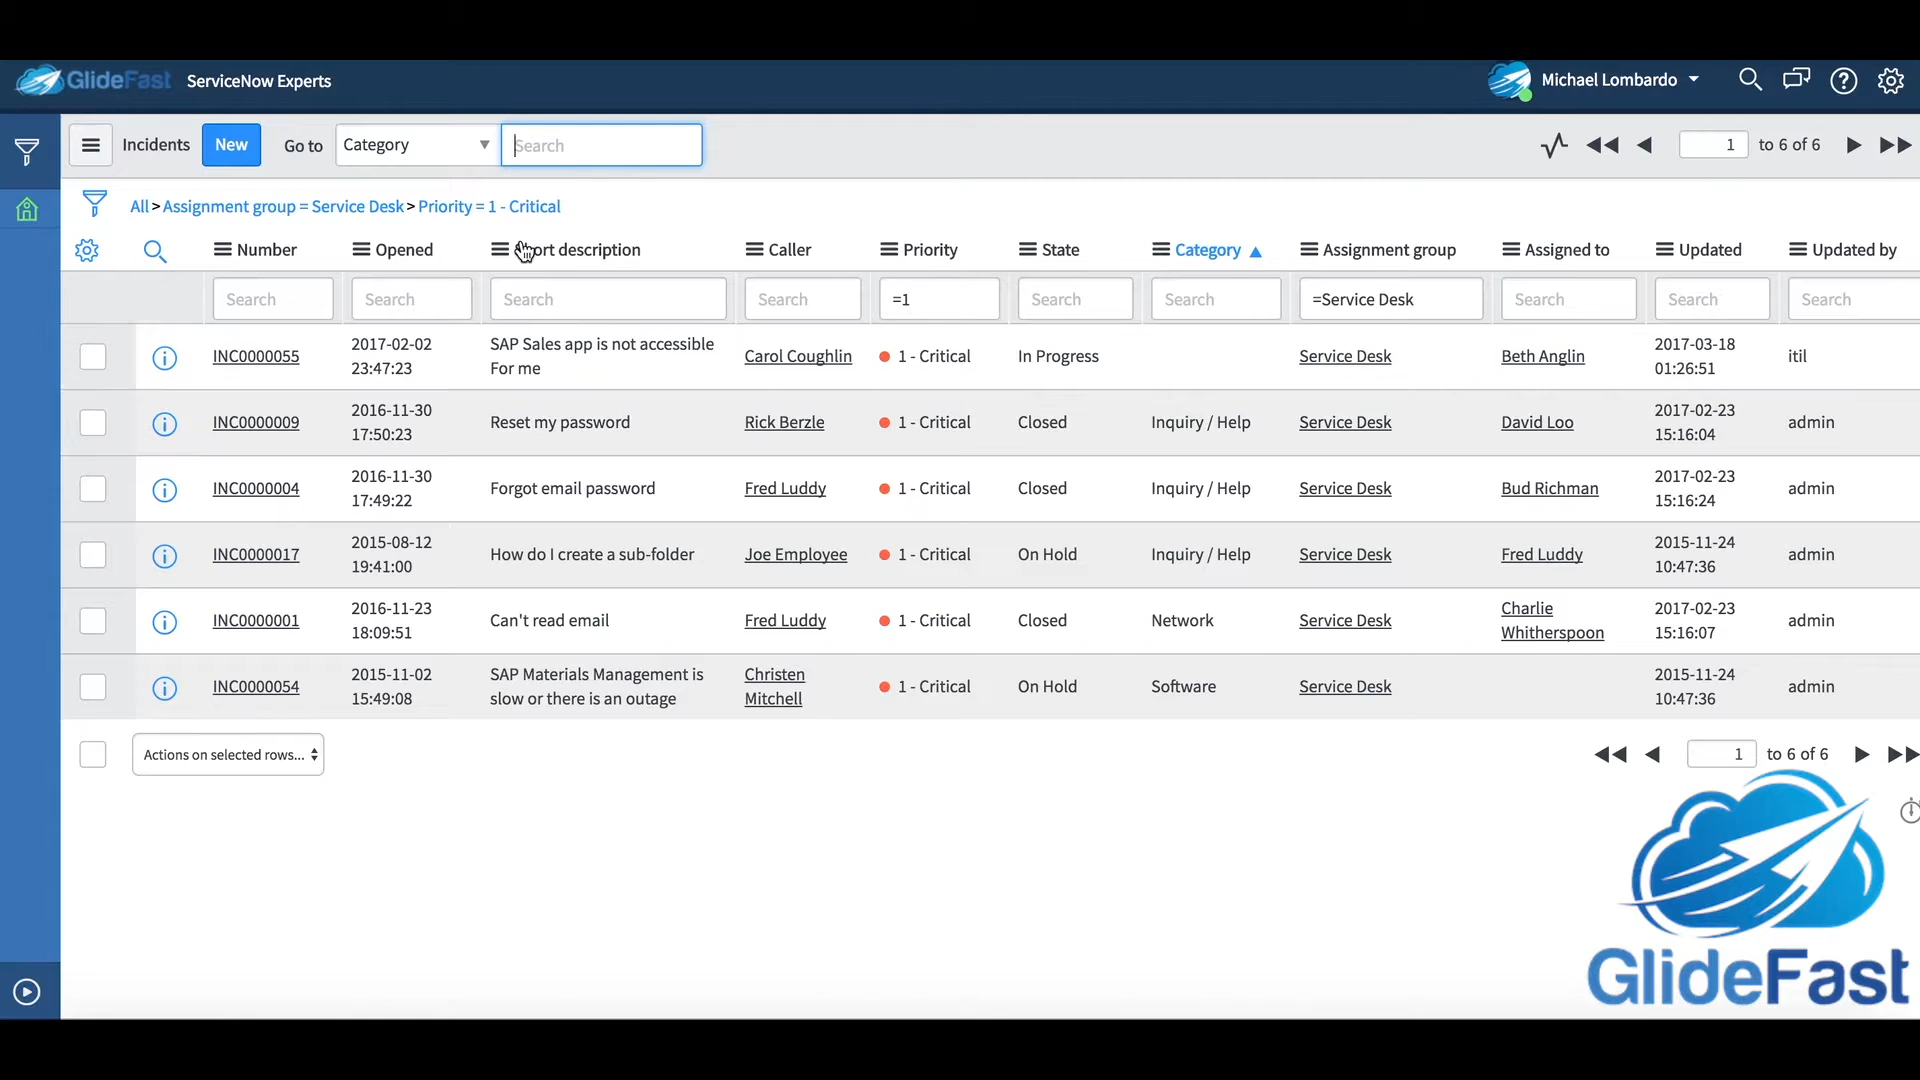 GlideFast ServiceNow Experts Michael Lombardo
Incidents New Go to Category Search 1 to 6 of 6
All > Assignment group = Service Desk > Priority = 1 - Critical
Number Opened Short description Caller Priority State Category ▲ Assignment group Assigned to Updated Updated by
Search Search Search Search =1 Search Search =Service Desk Search Search Search
INC0000055 2017-02-02 23:47:23 SAP Sales app is not accessible For me Carol Coughlin 1 - Critical In Progress Service Desk Beth Anglin 2017-03-18 01:26:51 itil
INC0000009 2016-11-30 17:50:23 Reset my password Rick Berzle 1 - Critical Closed Inquiry / Help Service Desk David Loo 2017-02-23 15:16:04 admin
INC0000004 2016-11-30 17:49:22 Forgot email password Fred Luddy 1 - Critical Closed Inquiry / Help Service Desk Bud Richman 2017-02-23 15:16:24 admin
INC0000017 2015-08-12 19:41:00 How do I create a sub-folder Joe Employee 1 - Critical On Hold Inquiry / Help Service Desk Fred Luddy 2015-11-24 10:47:36 admin
INC0000001 2016-11-23 18:09:51 Can't read email Fred Luddy 1 - Critical Closed Network Service Desk Charlie Whitherspoon 2017-02-23 15:16:07 admin
INC0000054 2015-11-02 15:49:08 SAP Materials Management is slow or there is an outage Christen Mitchell 1 - Critical On Hold Software Service Desk 2015-11-24 10:47:36 admin
Actions on selected rows... 1 to 6 of 6
GlideFast